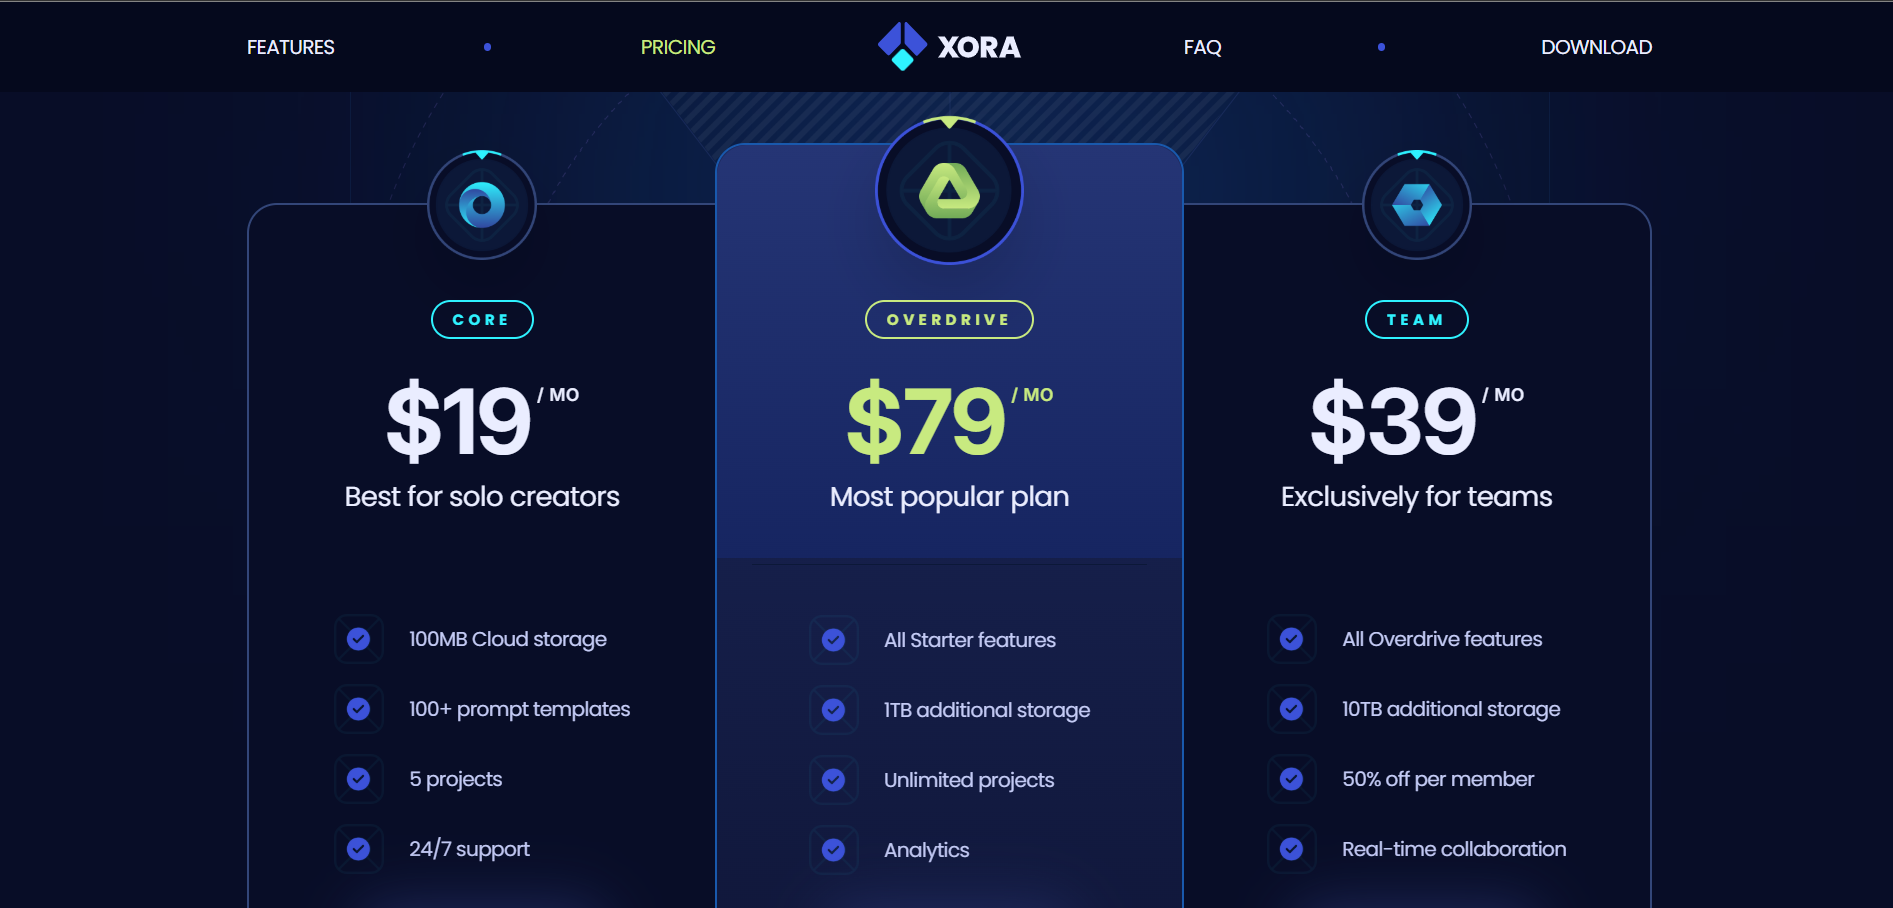 FEATURES
PRICING
XORA
FAQ
DOWNLOAD
CORE
$19 / MO
Best for solo creators
100MB Cloud storage
100+ prompt templates
5 projects
24/7 support
OVERDRIVE
$79 / MO
Most popular plan
All Starter features
1TB additional storage
Unlimited projects
Analytics
TEAM
$39 / MO
Exclusively for teams
All Overdrive features
10TB additional storage
50% off per member
Real-time collaboration